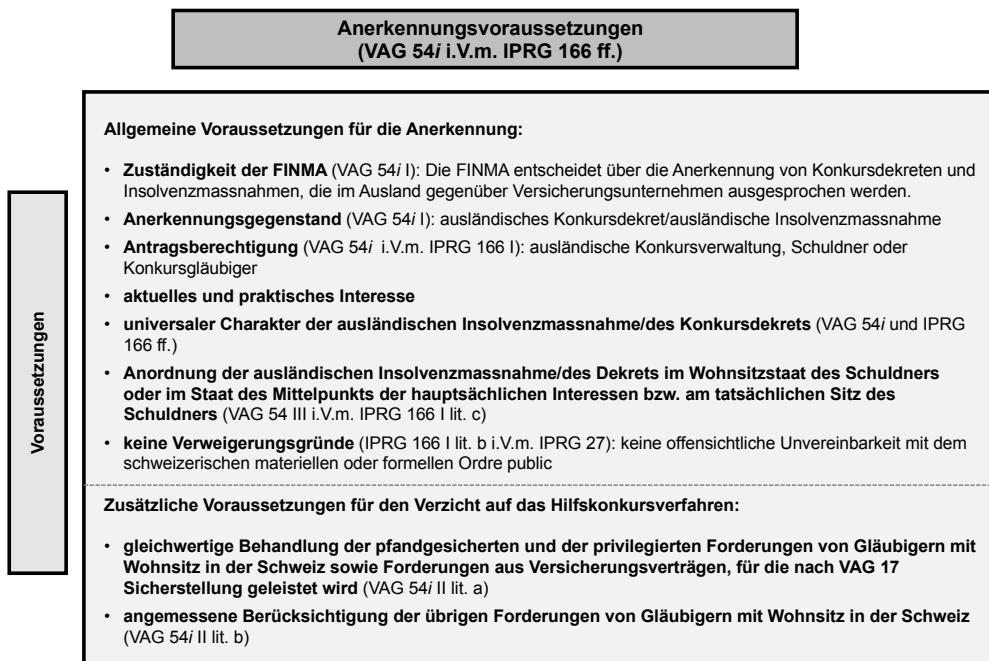 Anerkennungsvoraussetzungen
(VAG 54i i.V.m. IPRG 166 ff.)
Voraussetzungen
Allgemeine Voraussetzungen für die Anerkennung:
• Zuständigkeit der FINMA (VAG 54i I): Die FINMA entscheidet über die Anerkennung von Konkursdekreten und
Insolvenzmassnahmen, die im Ausland gegenüber Versicherungsunternehmen ausgesprochen werden.
• Anerkennungsgegenstand (VAG 54i I): ausländisches Konkursdekret/ausländische Insolvenzmassnahme
• Antragsberechtigung (VAG 54i i.V.m. IPRG 166 I): ausländische Konkursverwaltung, Schuldner oder
Konkursgläubiger
• aktuelles und praktisches Interesse
• universaler Charakter der ausländischen Insolvenzmassnahme/des Konkursdekrets (VAG 54i und IPRG
166 ff.)
• Anordnung der ausländischen Insolvenzmassnahme/des Dekrets im Wohnsitzstaat des Schuldners
oder im Staat des Mittelpunkts der hauptsächlichen Interessen bzw. am tatsächlichen Sitz des
Schuldners (VAG 54 III i.V.m. IPRG 166 I lit. c)
• keine Verweigerungsgründe (IPRG 166 I lit. b i.V.m. IPRG 27): keine offensichtliche Unvereinbarkeit mit dem
schweizerischen materiellen oder formellen Ordre public
Zusätzliche Voraussetzungen für den Verzicht auf das Hilfskonkursverfahren:
• gleichwertige Behandlung der pfandgesicherten und der privilegierten Forderungen von Gläubigern mit
Wohnsitz in der Schweiz sowie Forderungen aus Versicherungsverträgen, für die nach VAG 17
Sicherstellung geleistet wird (VAG 54i II lit. a)
• angemessene Berücksichtigung der übrigen Forderungen von Gläubigern mit Wohnsitz in der Schweiz
(VAG 54i II lit. b)